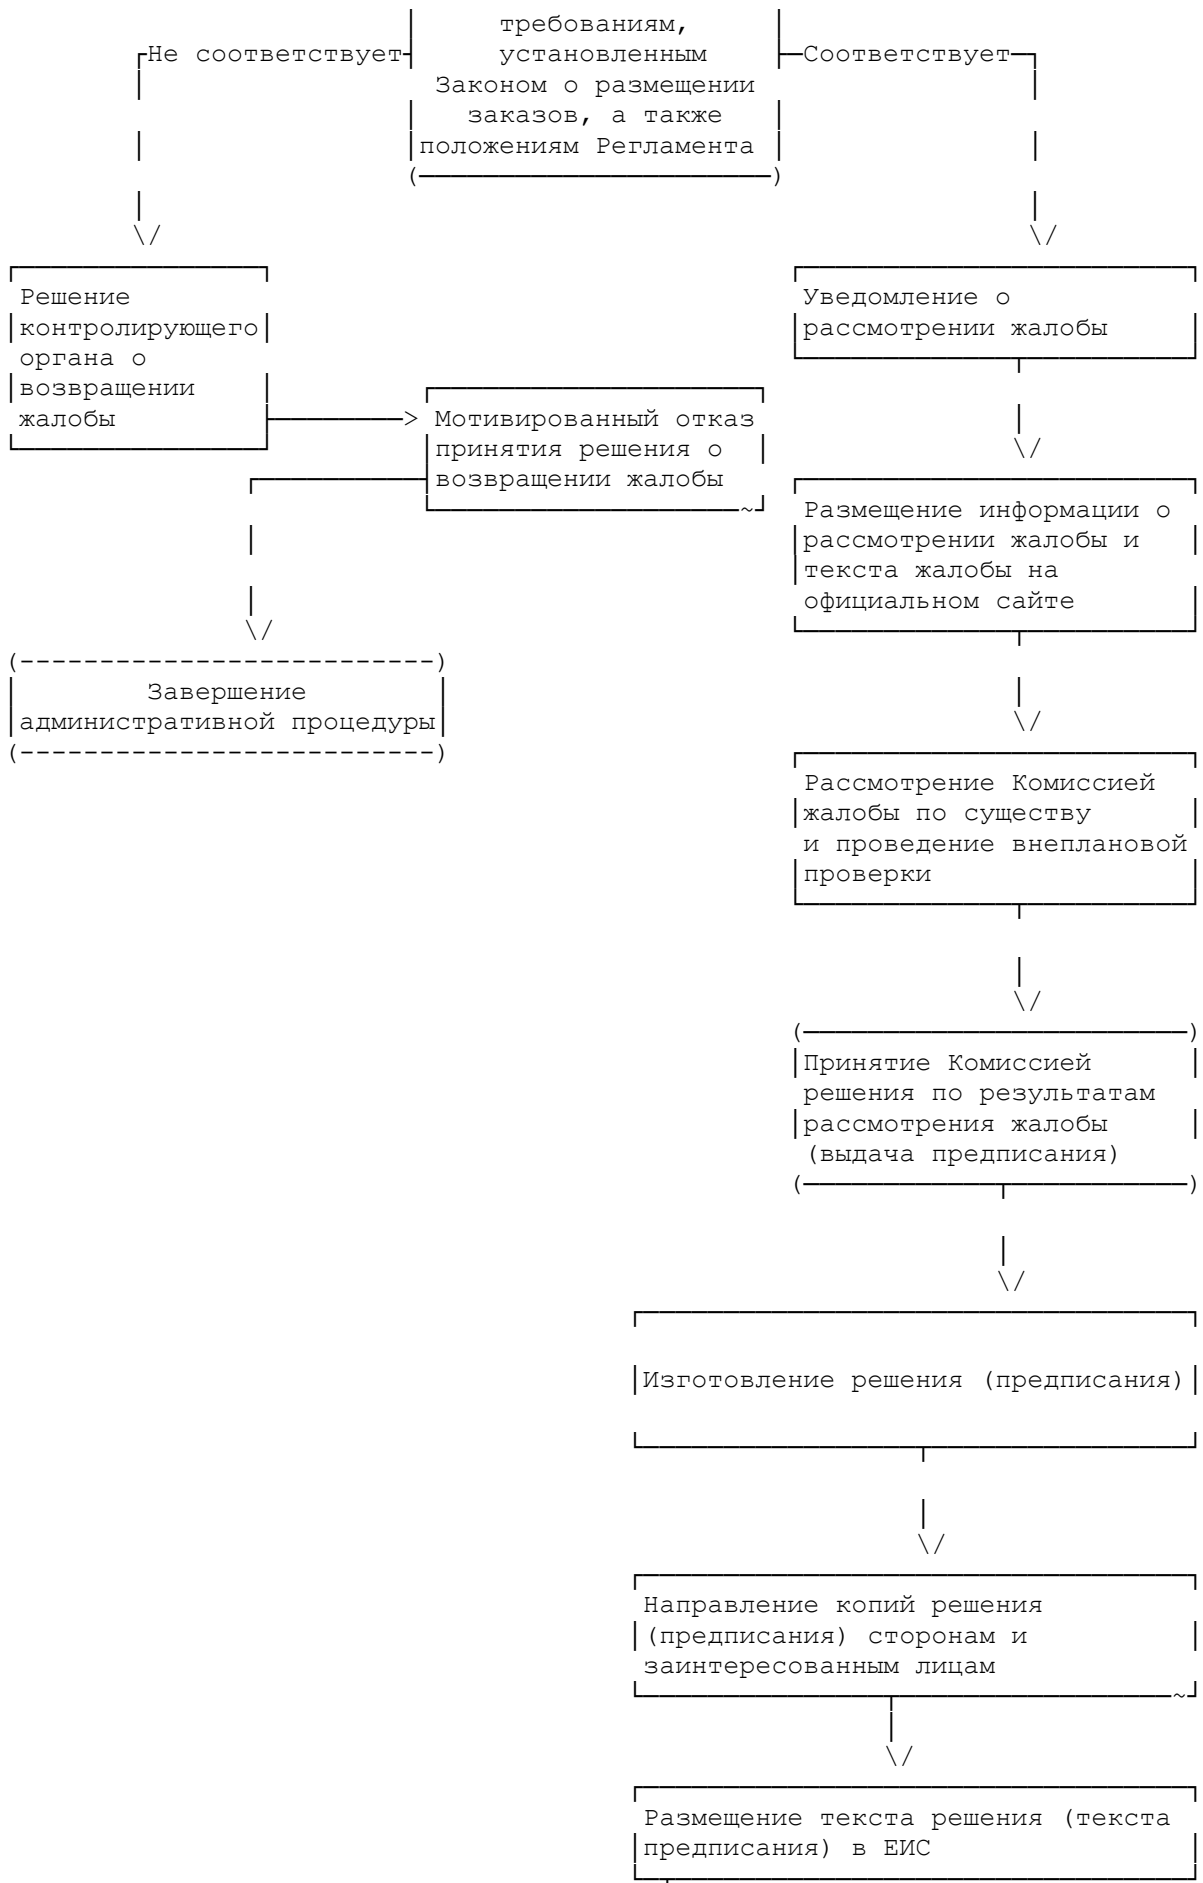 требованиям,
Не соответствует
установленным
Соответствует
Законом о размещении
заказов, а также
положениям Регламента
Решение
контролирующего
органа о
возвращении
жалобы
Уведомление о
рассмотрении жалобы
Мотивированный отказ
принятия решения о
возвращении жалобы
Размещение информации о
рассмотрении жалобы и
текста жалобы на
официальном сайте
Завершение
административной процедуры
Рассмотрение Комиссией
жалобы по существу
и проведение внеплановой
проверки
Принятие Комиссией
решения по результатам
рассмотрения жалобы
(выдача предписания)
Изготовление решения (предписания)
Направление копий решения
(предписания) сторонам и
заинтересованным лицам
Размещение текста решения (текста
предписания) в ЕИС